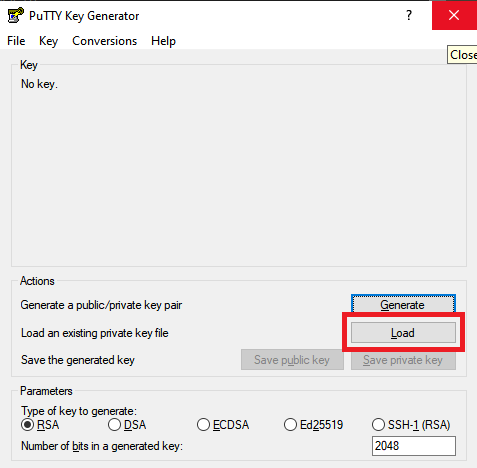 PuTTY Key Generator ?
File Key Conversions Help
Close
Key
No key.
Actions
Generate a public/private key pair Generate
Load an existing private key file Load
Save the generated key Save public key Save private key
Parameters
Type of key to generate:
RSA DSA ECDSA Ed25519 SSH-1 (RSA)
Number of bits in a generated key: 2048